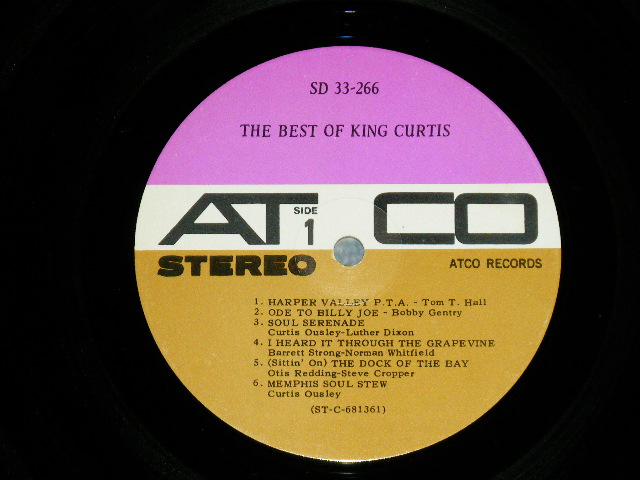 SD 33-266
THE BEST OF KING CURTIS
ATCO
SIDE
1
STEREO
ATCO RECORDS
1. HARPER VALLEY P.T.A. - Tom T. Hall
2. ODE TO BILLY JOE - Bobby Gentry
3. SOUL SERENADE
Curtis Ousley-Luther Dixon
4. I HEARD IT THROUGH THE GRAPEVINE
Barrett Strong-Norman Whitfield
5. (Sittin' On) THE DOCK OF THE BAY
Otis Redding-Steve Cropper
6. MEMPHIS SOUL STEW
Curtis Ousley
(ST-C-681361)